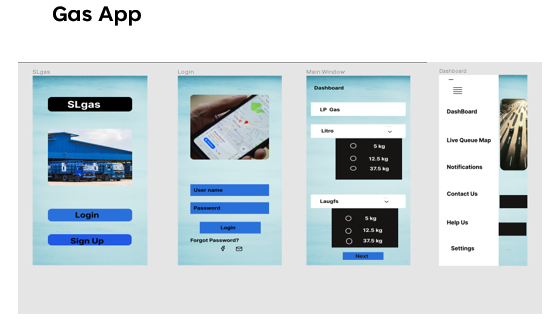 Gas App
SLgas
SLgas
Login
Sign Up
Login
User name
Password
Login
Forgot Password?
Main Window
Dashboard
LP Gas
Litro
5 kg
12.5 kg
37.5 kg
Laugfs
5 kg
12.5 kg
37.5 kg
Next
Dashboard
DashBoard
Live Queue Map
Notifications
Contact Us
Help Us
Settings